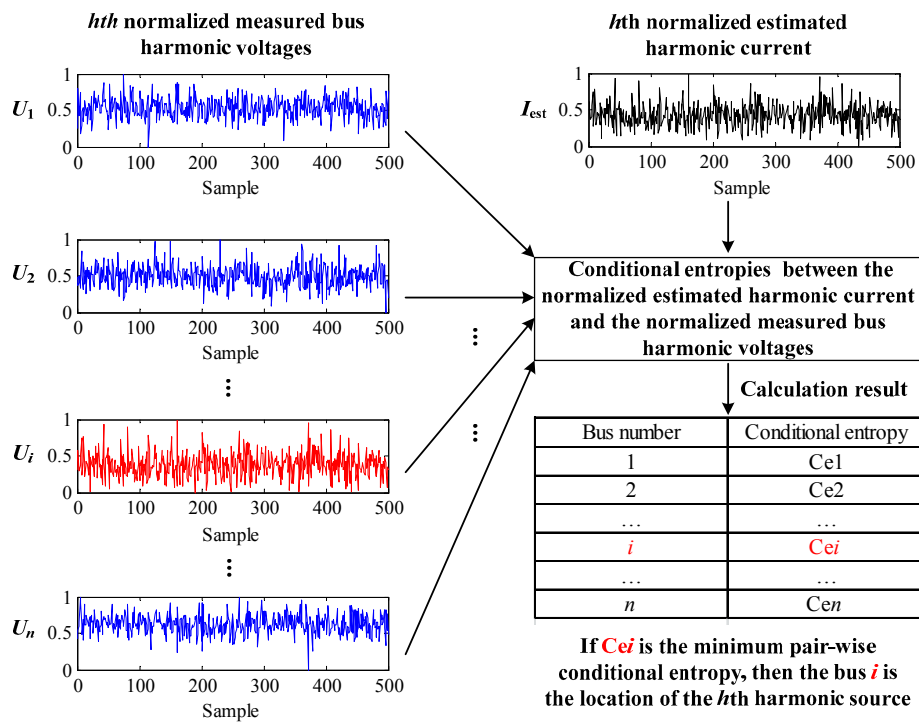 hth normalized measured bus
harmonic voltages
U1
1
0.5
0
0 100 200 300 400 500
Sample
U2
1
0.5
0
0 100 200 300 400 500
Sample
...
Ui
1
0.5
0
0 100 200 300 400 500
Sample
...
Un
1
0.5
0
0 100 200 300 400 500
Sample
...
...
hth normalized estimated
harmonic current
Iest
1
0.5
0
0 100 200 300 400 500
Sample
Conditional entropies between the
normalized estimated harmonic current
and the normalized measured bus
harmonic voltages
Calculation result
Bus number Conditional entropy
1 Ce1
2 Ce2
... ...
i Cei
... ...
n Cen
If Cei is the minimum pair-wise
conditional entropy, then the bus i is
the location of the hth harmonic source